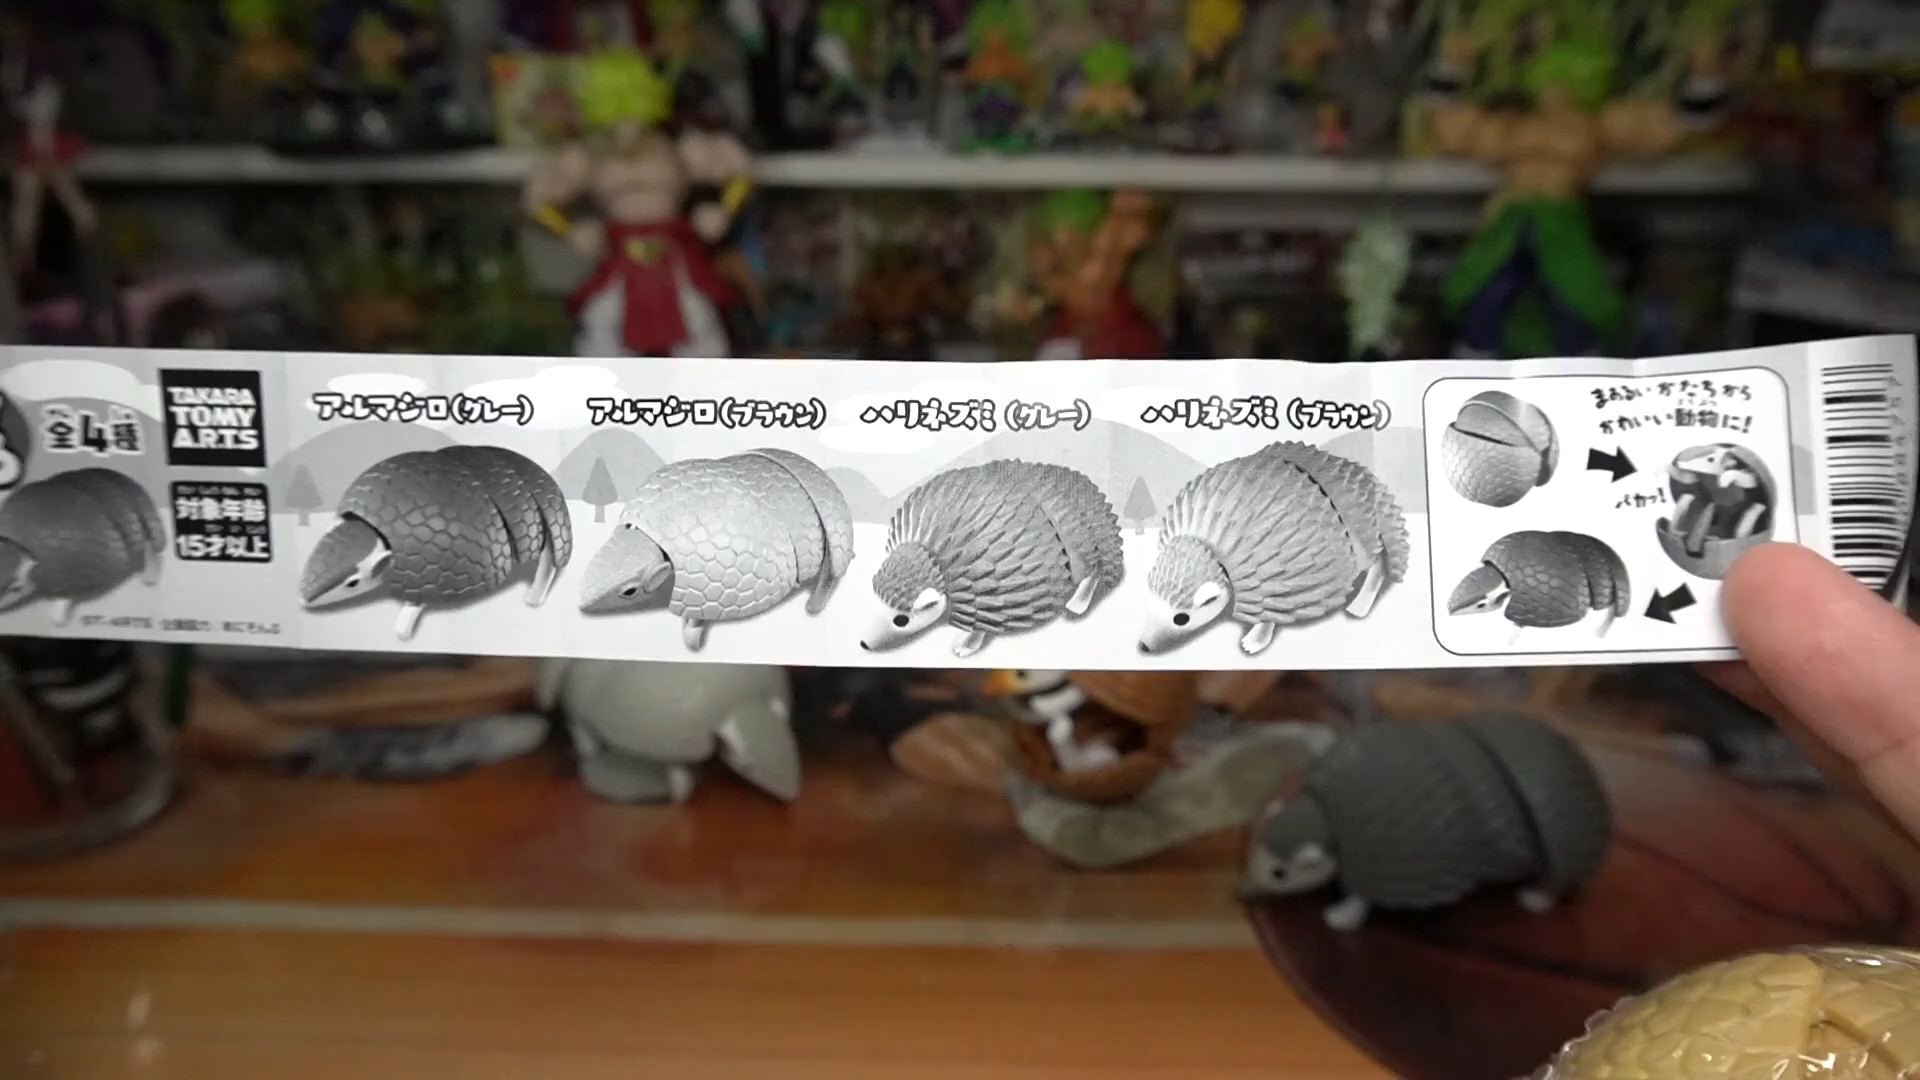 全4種
TAKARA
TOMY
ARTS
対象年齢
15才以上
アルマジロ(グレー)
アルマジロ(ブラウン)
ハリネズミ(グレー)
ハリネズミ(ブラウン)
まあるいかたちから
かわいい動物に!
パカッ!